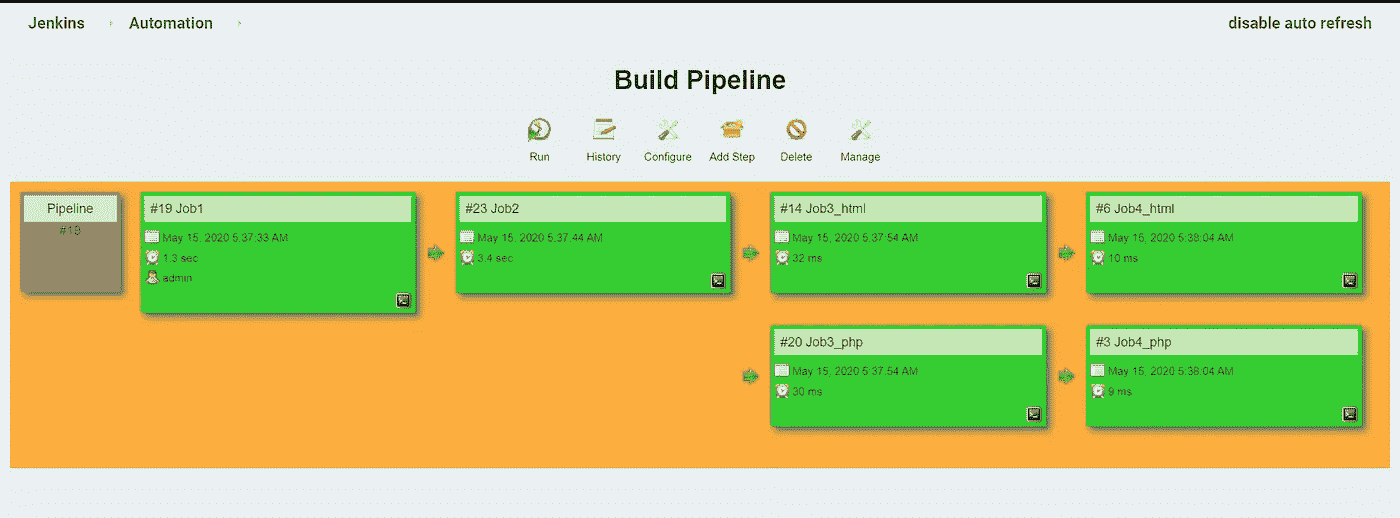 Jenkins Automation disable auto refresh
Build Pipeline
Run History Configure Add Step Delete Manage
Pipeline
#19
#19 Job1
May 15, 2020 5:37:33 AM
1.3 sec
admin
#23 Job2
May 15, 2020 5:37:44 AM
3.4 sec
#14 Job3_html
May 15, 2020 5:37:54 AM
32 ms
#6 Job4_html
May 15, 2020 5:38:04 AM
10 ms
#20 Job3_php
May 15, 2020 5:37:54 AM
30 ms
#3 Job4_php
May 15, 2020 5:38:04 AM
9 ms